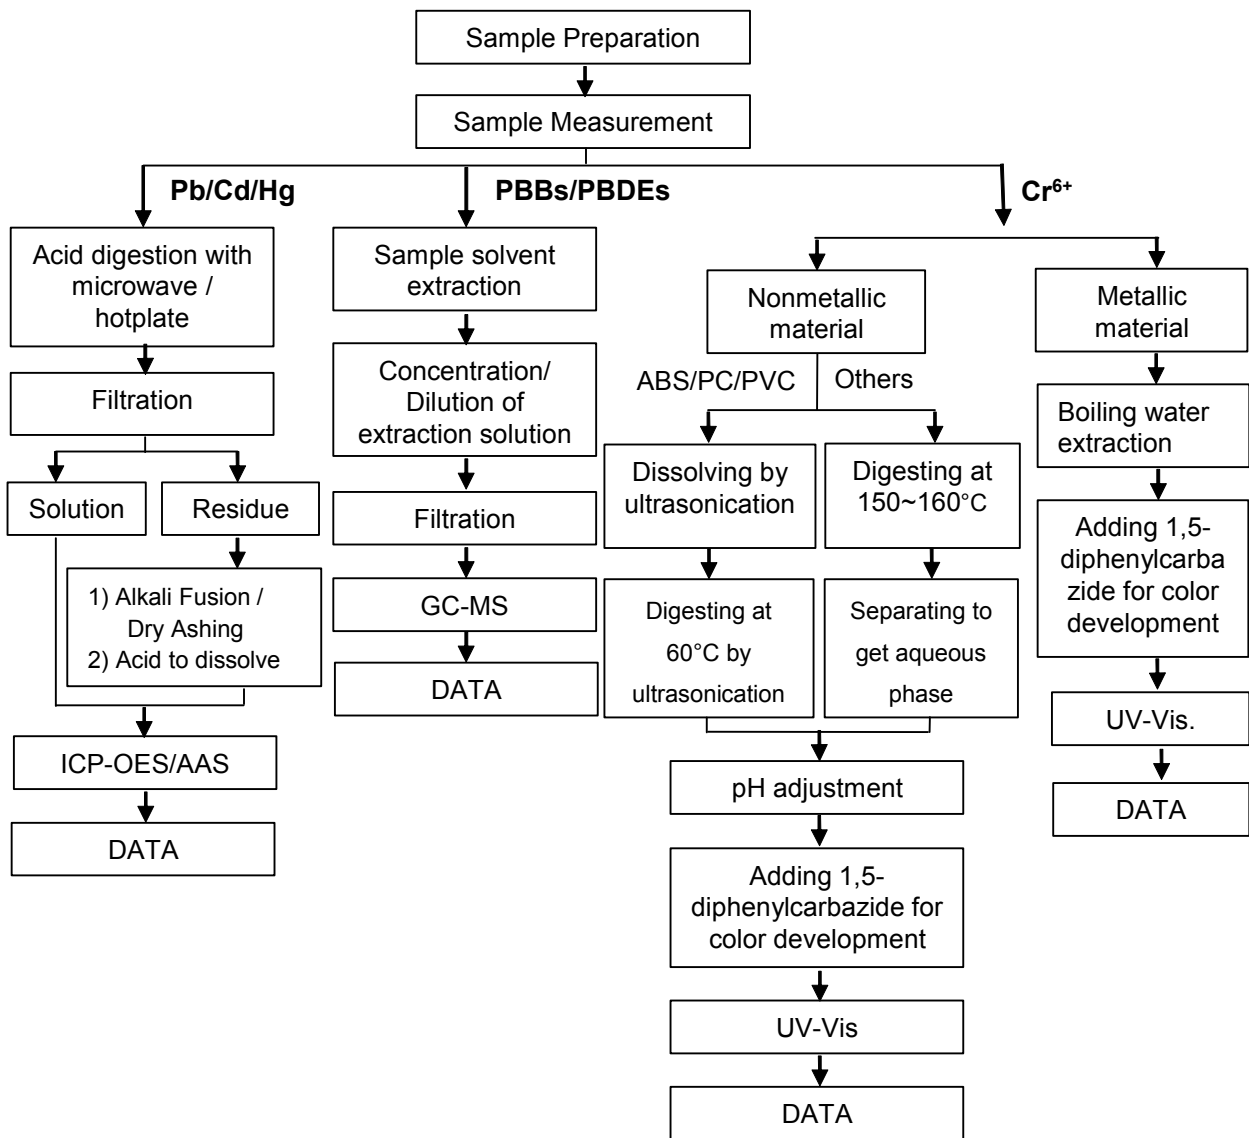 Sample Preparation
Sample Measurement
Pb/Cd/Hg
PBBs/PBDEs
Cr⁶⁺
Acid digestion with
microwave /
hotplate
Filtration
Solution
Residue
1) Alkali Fusion /
Dry Ashing
2) Acid to dissolve
ICP-OES/AAS
DATA
Sample solvent
extraction
Concentration/
Dilution of
extraction solution
Filtration
GC-MS
DATA
Nonmetallic
material
ABS/PC/PVC
Others
Dissolving by
ultrasonication
Digesting at
60°C by
ultrasonication
Digesting at
150~160°C
Separating to
get aqueous
phase
pH adjustment
Adding 1,5-
diphenylcarbazide for
color development
UV-Vis
DATA
Metallic
material
Boiling water
extraction
Adding 1,5-
diphenylcarba
zide for color
development
UV-Vis.
DATA